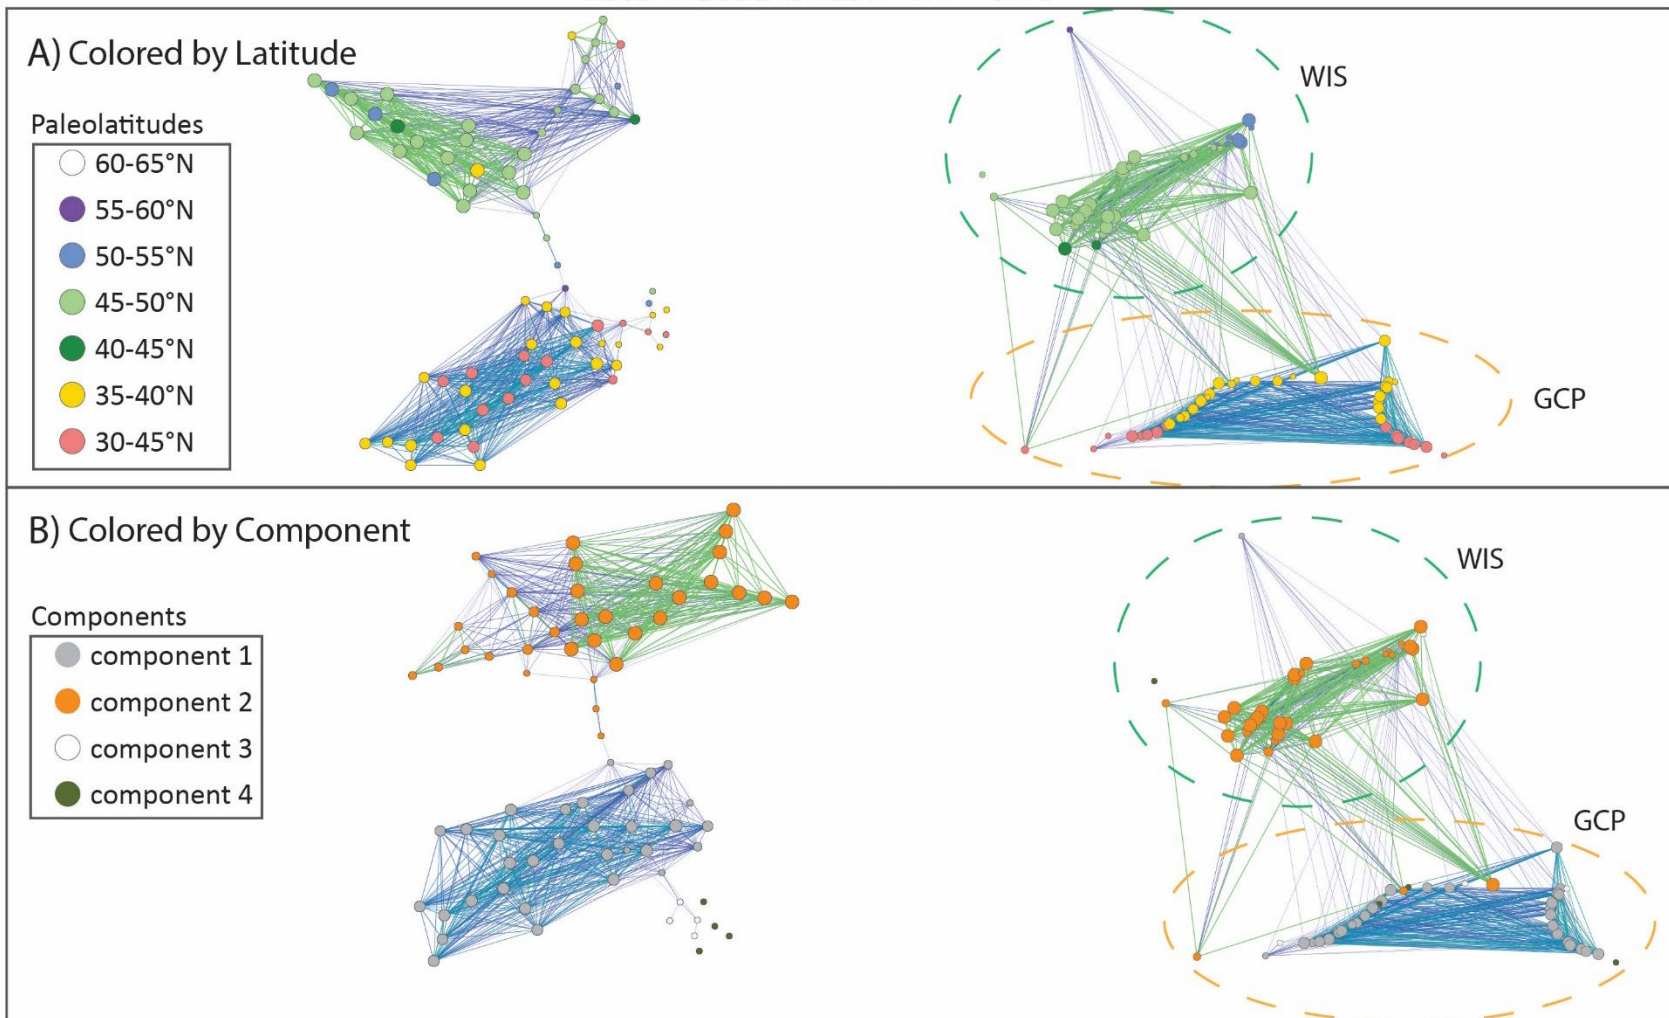 A) Colored by Latitude
Paleolatitudes
60-65°N
55-60°N
50-55°N
45-50°N
40-45°N
35-40°N
30-45°N
WIS
GCP
B) Colored by Component
Components
component 1
component 2
component 3
component 4
WIS
GCP